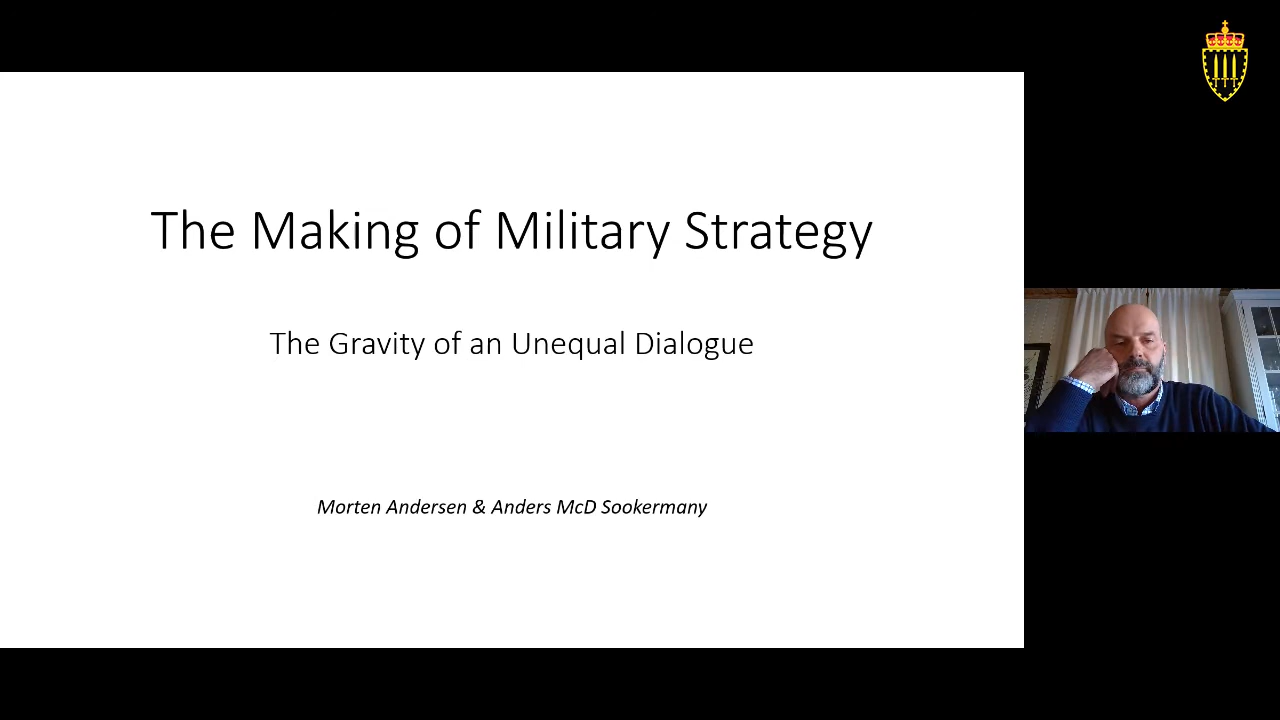 The Making of Military Strategy
The Gravity of an Unequal Dialogue
Morten Andersen & Anders McD Sookermany